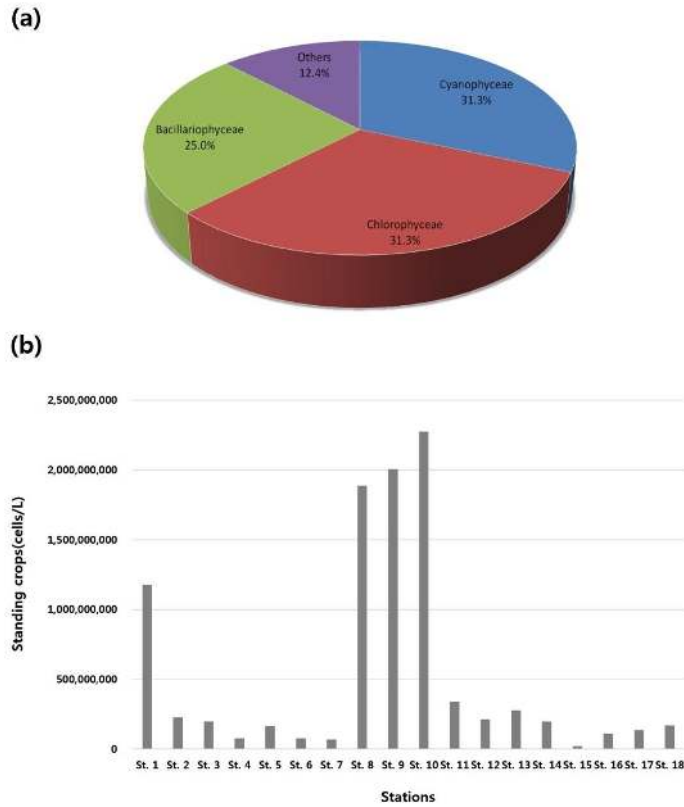 (a)
Others
12.4%
Cyanophyceae
31.3%
Bacillariophyceae
25.0%
Chlorophyceae
31.3%
(b)
Standing crops(cells/L)
2,500,000,000
2,000,000,000
1,500,000,000
1,000,000,000
500,000,000
0
St. 1 St. 2 St. 3 St. 4 St. 5 St. 6 St. 7 St. 8 St. 9 St. 10 St. 11 St. 12 St. 13 St. 14 St. 15 St. 16 St. 17 St. 18
Stations